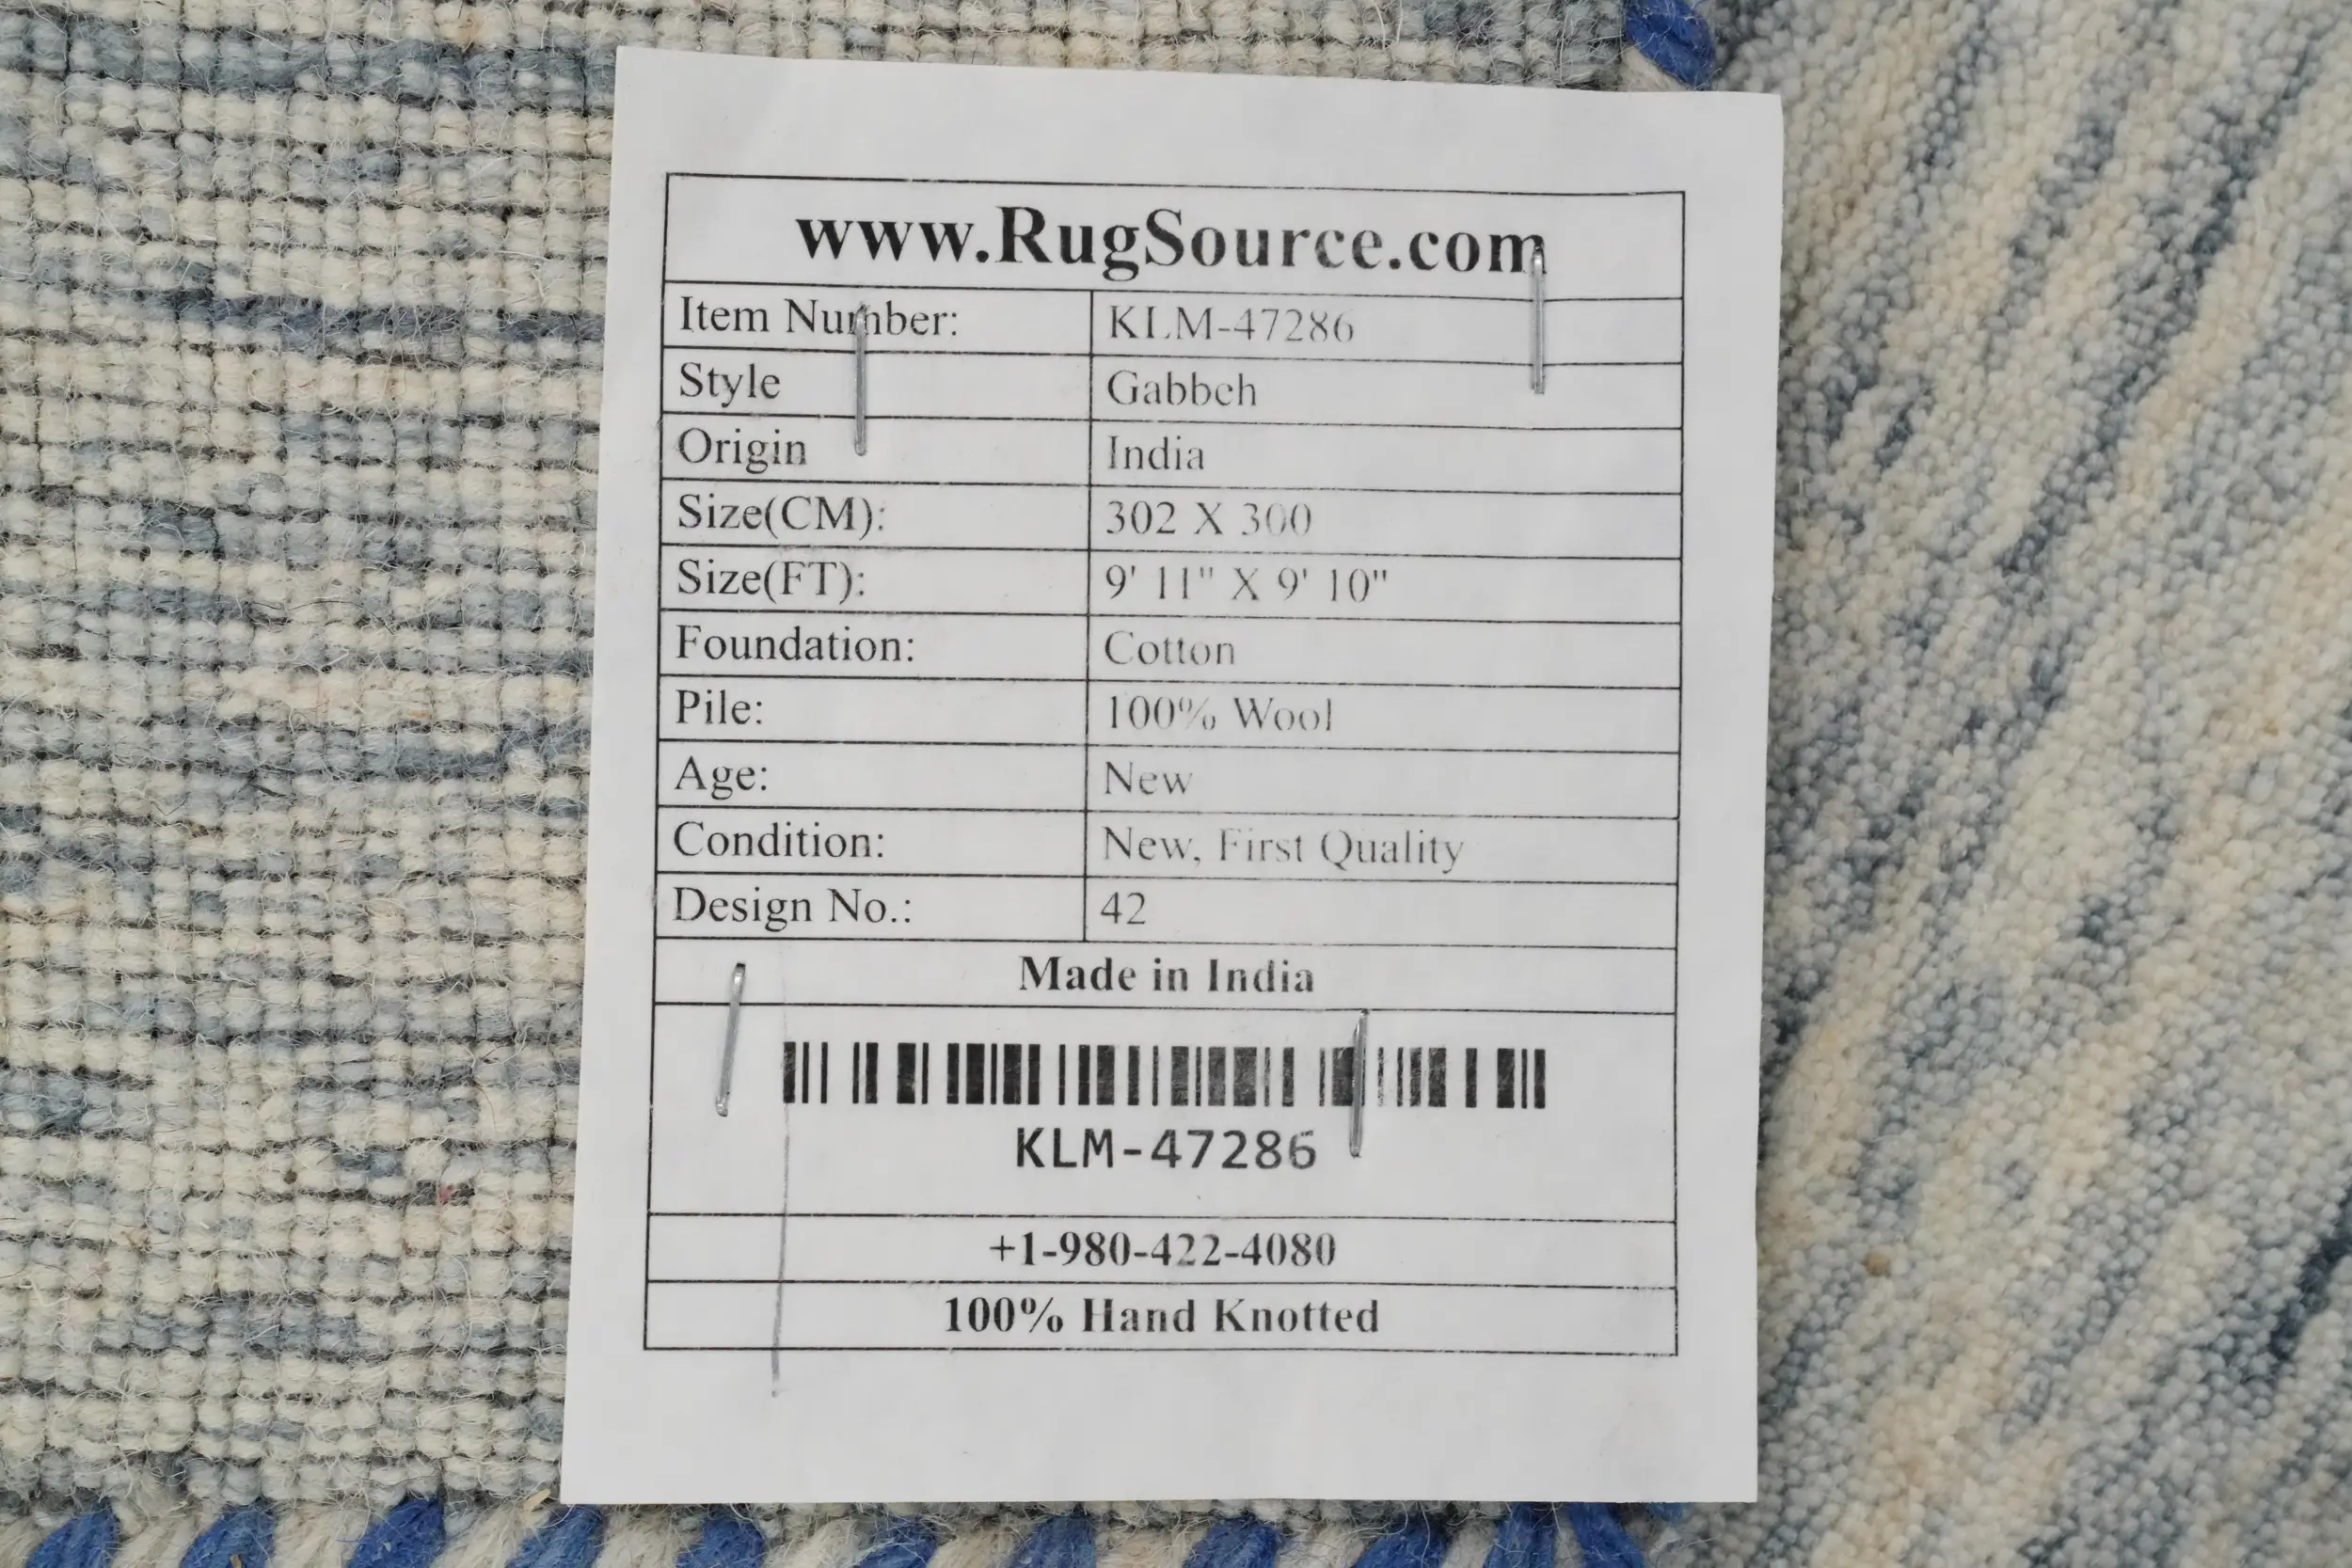 www.RugSource.com
Item Number: KLM-47286
Style Gabbeh
Origin India
Size(CM): 302 X 300
Size(FT): 9' 11" X 9' 10"
Foundation: Cotton
Pile: 100% Wool
Age: New
Condition: New, First Quality
Design No.: 42
Made in India
KLM-47286
+1-980-422-4080
100% Hand Knotted